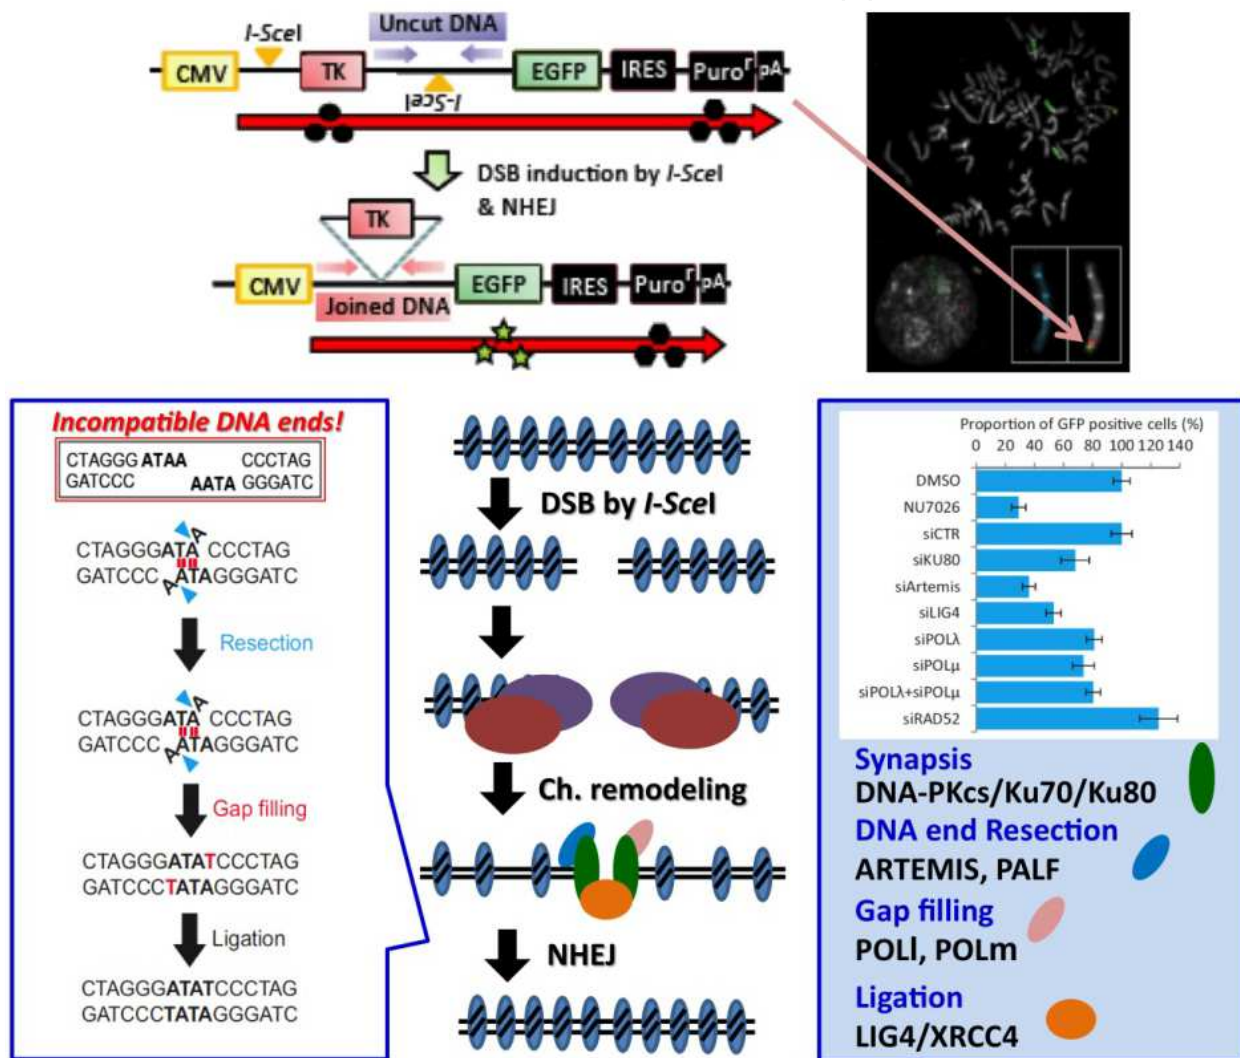 I-SceI
Uncut DNA
CMV
TK
EGFP
IRES
Puroʳ
pA
I-SceI
DSB induction by I-SceI
& NHEJ
TK
CMV
EGFP
IRES
Puroʳ
pA
Joined DNA
Incompatible DNA ends!
CTAGGG ATAA CCCTAG
GATCCC AATA GGGATC
A
CTAGGGATA CCCTAG
GATCCC ATAGGGATC
A
Resection
A
CTAGGGATA CCCTAG
GATCCC ATAGGGATC
A
Gap filling
CTAGGGATATCCCTAG
GATCCCTATAGGGATC
Ligation
CTAGGGATATCCCTAG
GATCCCTATAGGGATC
DSB by I-SceI
Ch. remodeling
NHEJ
Proportion of GFP positive cells (%)
0 20 40 60 80 100 120 140
DMSO
NU7026
siCTR
siKU80
siArtemis
siLIG4
siPOLλ
siPOLμ
siPOLλ+siPOLμ
siRAD52
Synapsis
DNA-PKcs/Ku70/Ku80
DNA end Resection
ARTEMIS, PALF
Gap filling
POLl, POLm
Ligation
LIG4/XRCC4